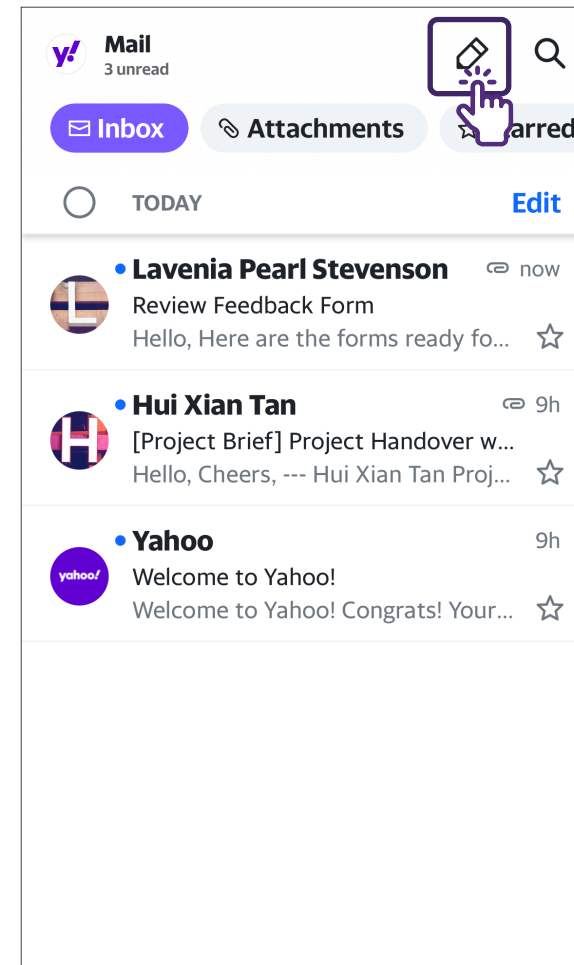 y!
Mail
3 unread
Inbox
Attachments
arred
TODAY
Edit
L
Lavenia Pearl Stevenson
now
Review Feedback Form
Hello, Here are the forms ready fo...
H
Hui Xian Tan
9h
[Project Brief] Project Handover w...
Hello, Cheers, --- Hui Xian Tan Proj...
yahoo!
Yahoo
9h
Welcome to Yahoo!
Welcome to Yahoo! Congrats! Your...